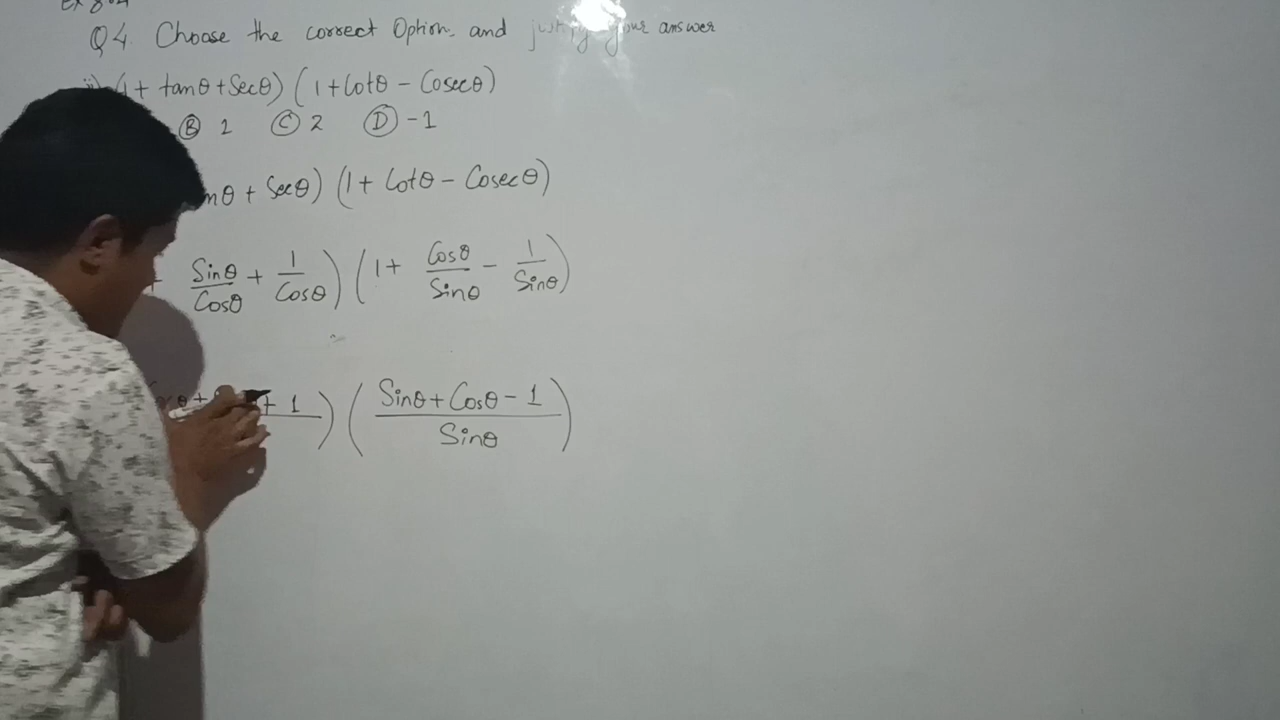 Q4 Choose the correct Option. and justify your answer
ii) (1 + tanθ + Secθ) (1 + Cotθ - Cosecθ)
Ⓑ 1 Ⓒ 2 Ⓓ -1
nθ + Secθ) (1 + Cotθ - Cosecθ)
+ Sinθ/Cosθ + 1/Cosθ) (1 + Cosθ/Sinθ - 1/Sinθ)
+ 1) (Sinθ + Cosθ - 1/Sinθ)